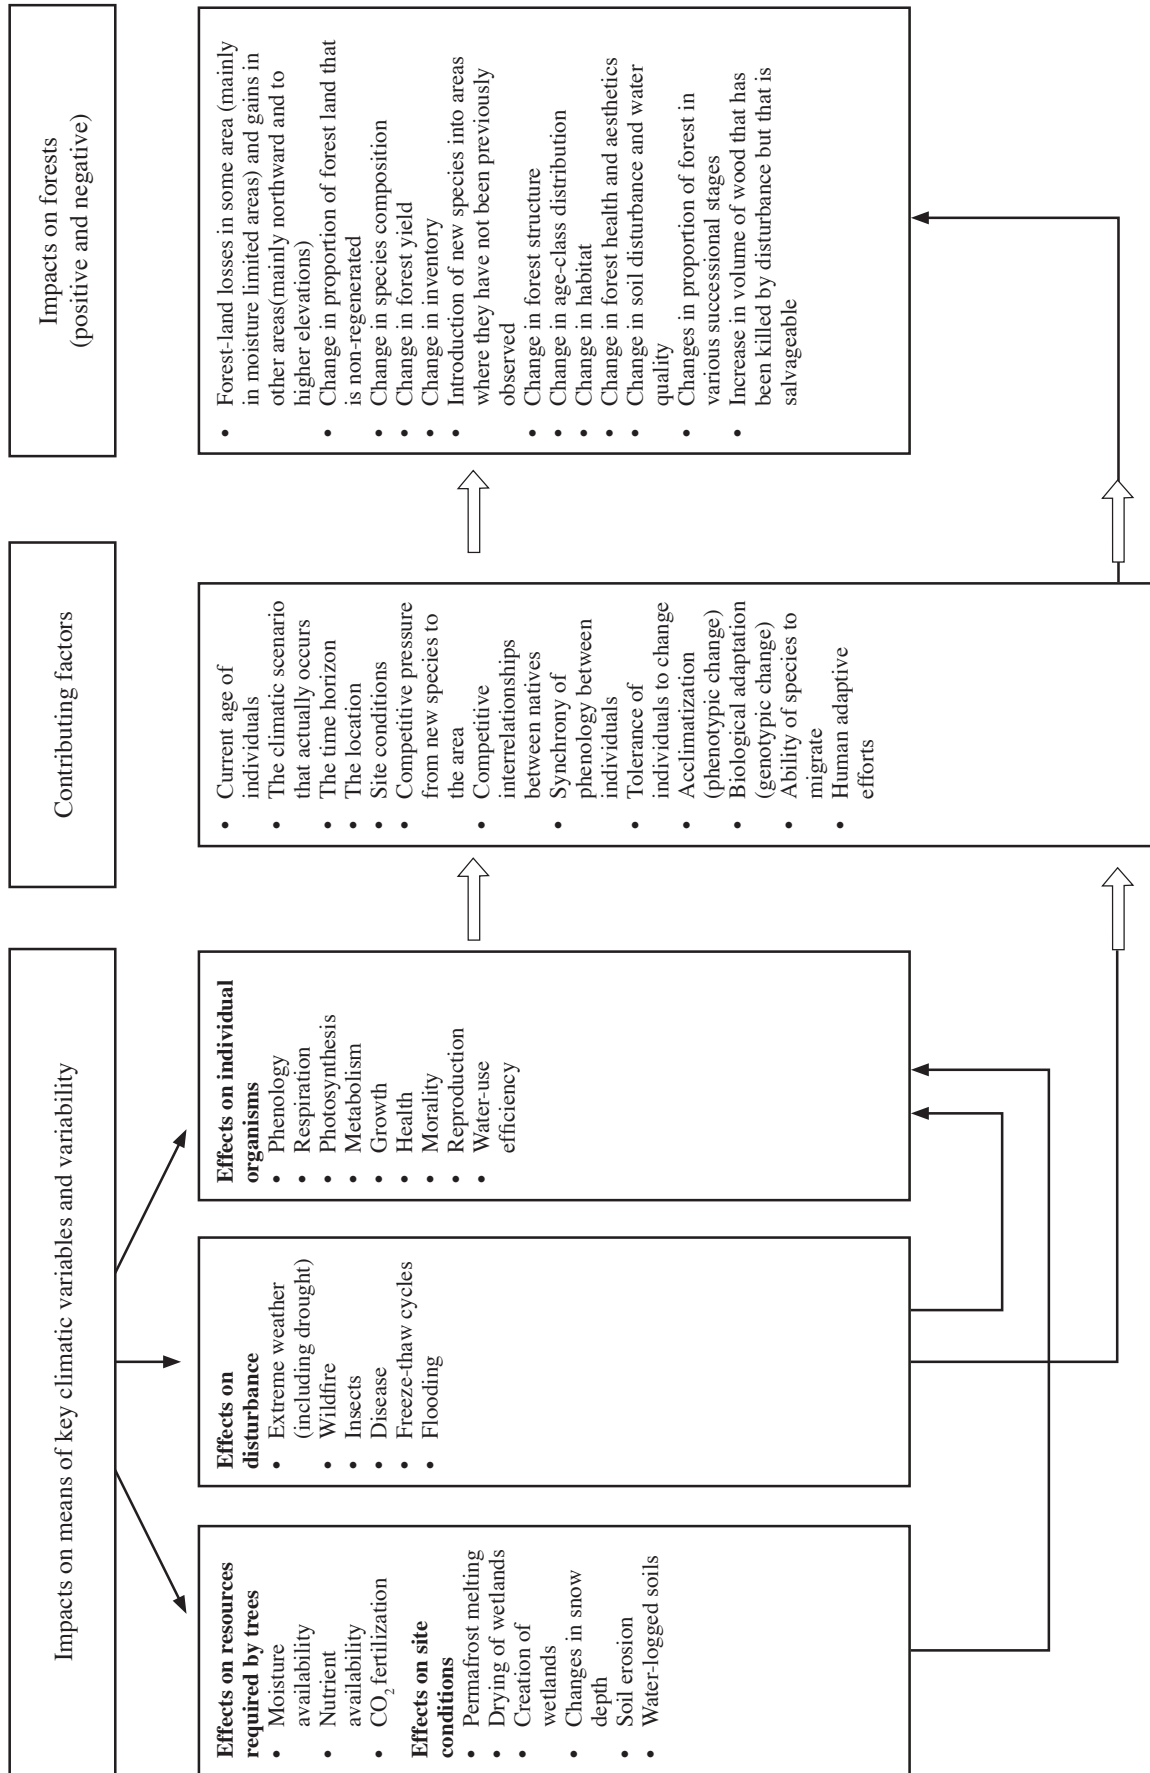 Impacts on means of key climatic variables and variability
Effects on resources
required by trees
• Moisture
availability
• Nutrient
availability
• CO₂ fertilization
Effects on site
conditions
• Permafrost melting
• Drying of wetlands
• Creation of
wetlands
• Changes in snow
depth
• Soil erosion
• Water-logged soils
Effects on
disturbance
• Extreme weather
(including drought)
• Wildfire
• Insects
• Disease
• Freeze-thaw cycles
• Flooding
Effects on individual
organisms
• Phenology
• Respiration
• Photosynthesis
• Metabolism
• Growth
• Health
• Morality
• Reproduction
• Water-use
efficiency
Contributing factors
• Current age of
individuals
• The climatic scenario
that actually occurs
• The time horizon
• The location
• Site conditions
• Competitive pressure
from new species to
the area
• Competitive
interrelationships
between natives
• Synchrony of
phenology between
individuals
• Tolerance of
individuals to change
• Acclimatization
(phenotypic change)
• Biological adaptation
(genotypic change)
• Ability of species to
migrate
• Human adaptive
efforts
Impacts on forests
(positive and negative)
• Forest-land losses in some area (mainly
in moisture limited areas) and gains in
other areas(mainly northward and to
higher elevations)
• Change in proportion of forest land that
is non-regenerated
• Change in species composition
• Change in forest yield
• Change in inventory
• Introduction of new species into areas
where they have not been previously
observed
• Change in forest structure
• Change in age-class distribution
• Change in habitat
• Change in forest health and aesthetics
• Change in soil disturbance and water
quality
• Changes in proportion of forest in
various successional stages
• Increase in volume of wood that has
been killed by disturbance but that is
salvageable